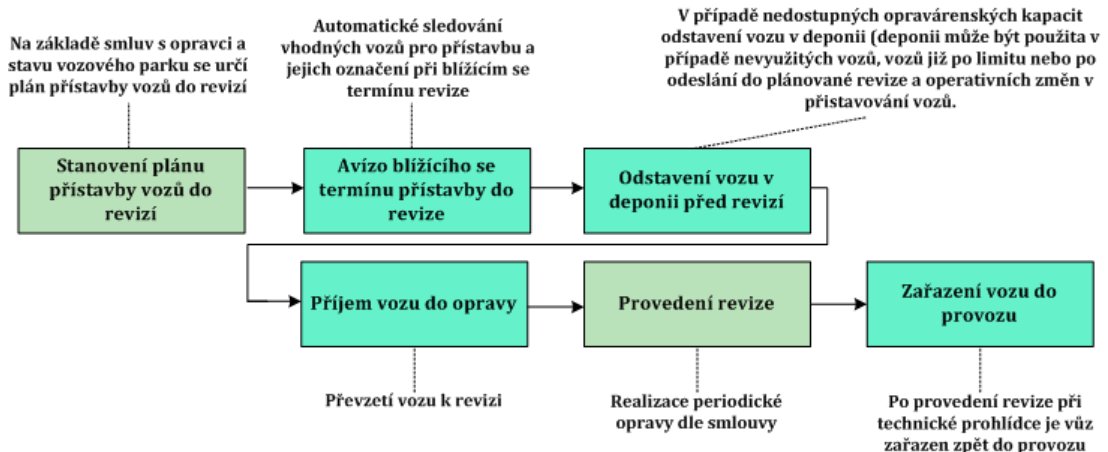 Na základě smluv s opravci a
stavu vozového parku se určí
plán přístavby vozů do revizí
Automatické sledování
vhodných vozů pro přístavbu a
jejich označení při blížícím se
termínu revize
V případě nedostupných opravárenských kapacit
odstavení vozu v deponii (deponii může být použita v
případě nevyužitých vozů, vozů již po limitu nebo po
odeslání do plánované revize a operativních změn v
přistavování vozů.
Stanovení plánu
přístavby vozů do
revizí
Avízo blížícího se
termínu přístavby do
revize
Odstavení vozu v
deponii před revizí
Příjem vozu do opravy
Provedení revize
Zařazení vozu do
provozu
Převzetí vozu k revizi
Realizace periodické
opravy dle smlouvy
Po provedení revize při
technické prohlídce je vůz
zařazen zpět do provozu